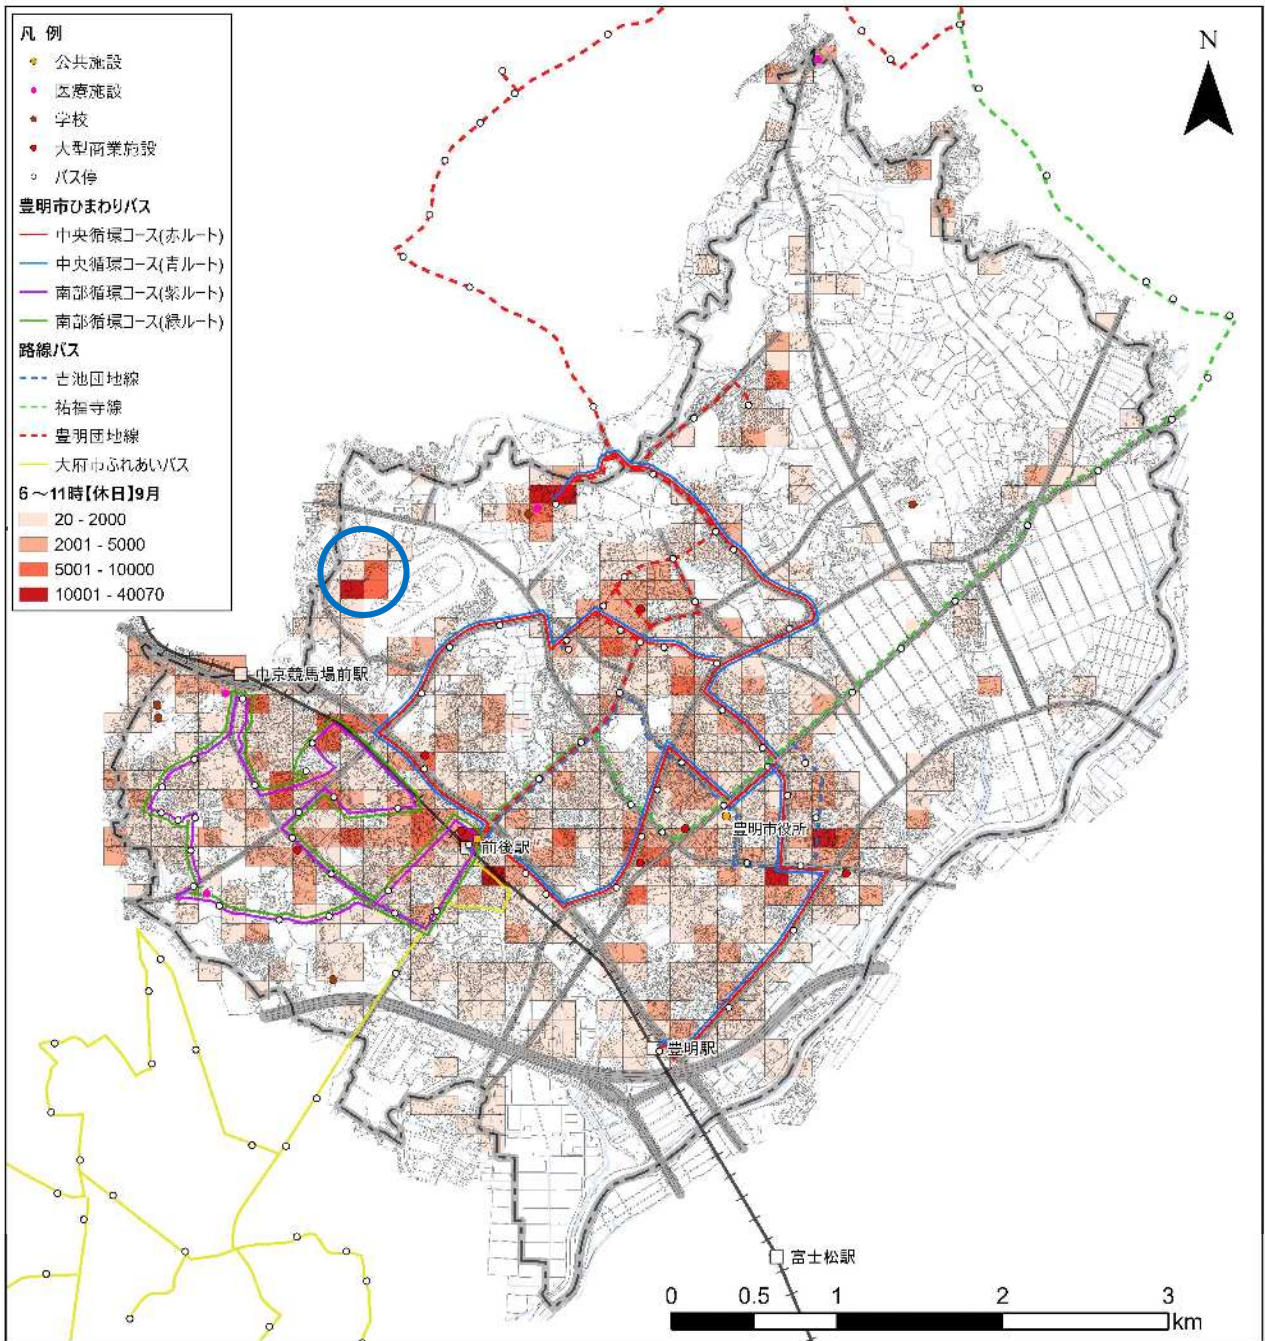 凡 例
公共施設
医療施設
学校
大型商業施設
バス停
豊明市ひまわりバス
中央循環コース(赤ルート)
中央循環コース(青ルート)
南部循環コース(紫ルート)
南部循環コース(緑ルート)
路線バス
吉池団地線
祐福寺線
豊明団地線
大府市ふれあいバス
6～11時【休日】9月
20 - 2000
2001 - 5000
5001 - 10000
10001 - 40070
N
中京競馬場前駅
前後駅
豊明市役所
豊明駅
富士松駅
0 0.5 1 2 3
km